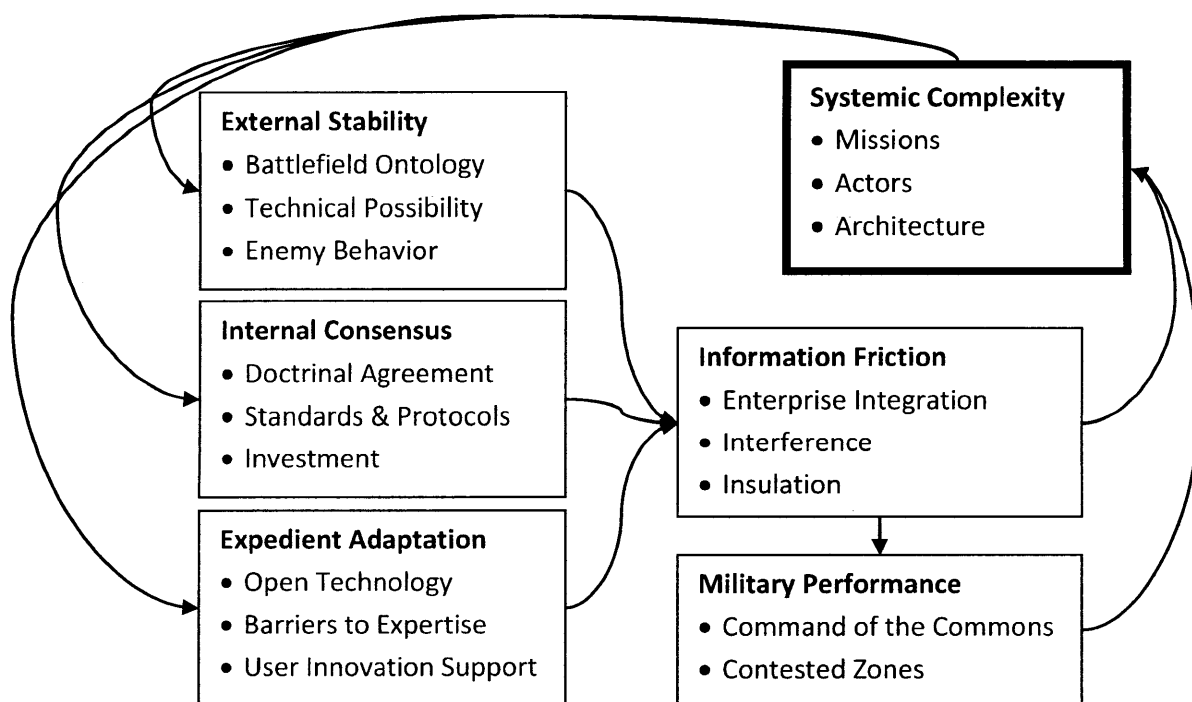 External Stability
• Battlefield Ontology
• Technical Possibility
• Enemy Behavior
Internal Consensus
• Doctrinal Agreement
• Standards & Protocols
• Investment
Expedient Adaptation
• Open Technology
• Barriers to Expertise
• User Innovation Support
Systemic Complexity
• Missions
• Actors
• Architecture
Information Friction
• Enterprise Integration
• Interference
• Insulation
Military Performance
• Command of the Commons
• Contested Zones